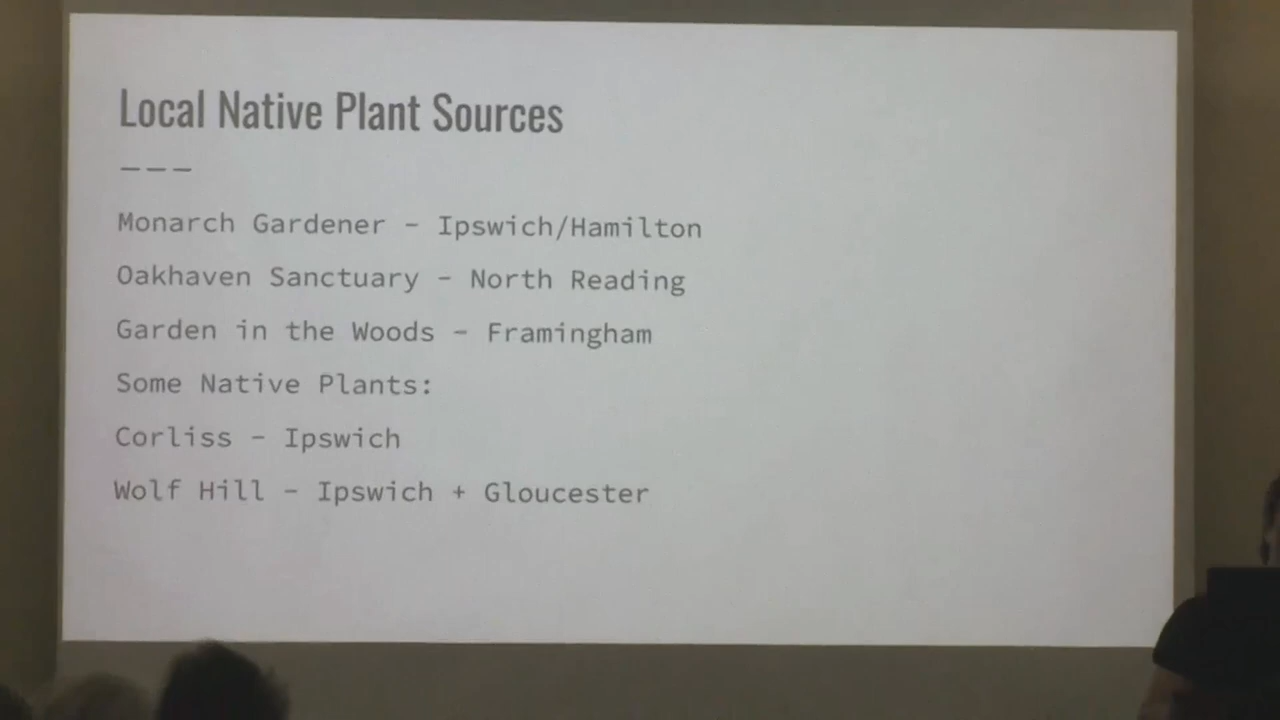 Local Native Plant Sources
———
Monarch Gardener – Ipswich/Hamilton
Oakhaven Sanctuary – North Reading
Garden in the Woods – Framingham
Some Native Plants:
Corliss – Ipswich
Wolf Hill – Ipswich + Gloucester